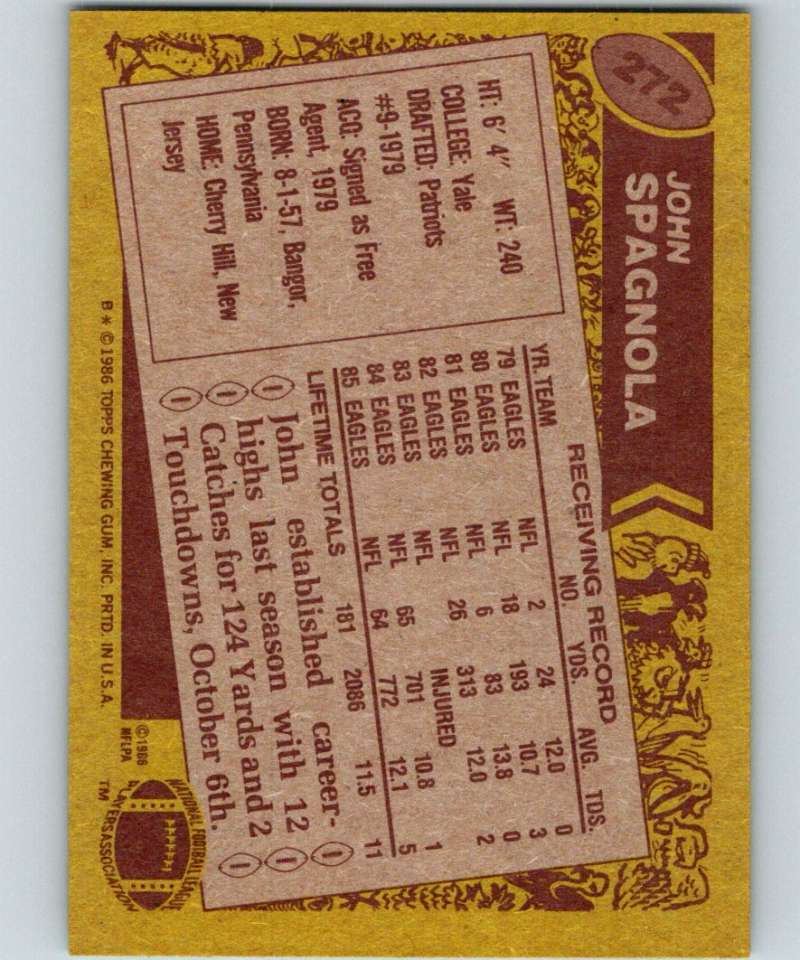 272
JOHN
SPAGNOLA
HT: 6' 4" WT: 240
COLLEGE: Yale
DRAFTED: Patriots
#9-1979
ACQ: Signed as Free
Agent, 1979
BORN: 8-1-57, Bangor,
Pennsylvania
HOME: Cherry Hill, New
Jersey
RECEIVING RECORD
YR. TEAM NO. YDS. AVG. TDS.
79 EAGLES NFL 2 24 12.0 0
80 EAGLES NFL 18 193 10.7 3
81 EAGLES NFL 6 83 13.8 0
82 EAGLES NFL 26 313 12.0 2
83 EAGLES NFL INJURED
84 EAGLES NFL 65 701 10.8 1
85 EAGLES NFL 64 772 12.1 5
LIFETIME TOTALS 181 2086 11.5 11
John established career-
highs last season with 12
Catches for 124 Yards and 2
Touchdowns, October 6th.
B * © 1986 TOPPS CHEWING GUM, INC. PRTD. IN U.S.A.
© 1986
NFLPA
NATIONAL FOOTBALL LEAGUE
PLAYERS ASSOCIATION
TM